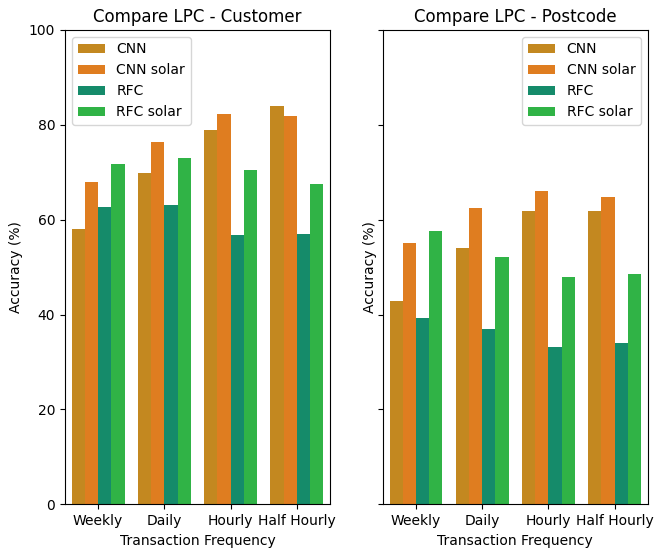 Compare LPC - Customer
100
80
60
40
20
0
Accuracy (%)
CNN
CNN solar
RFC
RFC solar
Weekly Daily Hourly Half Hourly
Transaction Frequency
Compare LPC - Postcode
Accuracy (%)
CNN
CNN solar
RFC
RFC solar
Weekly Daily Hourly Half Hourly
Transaction Frequency